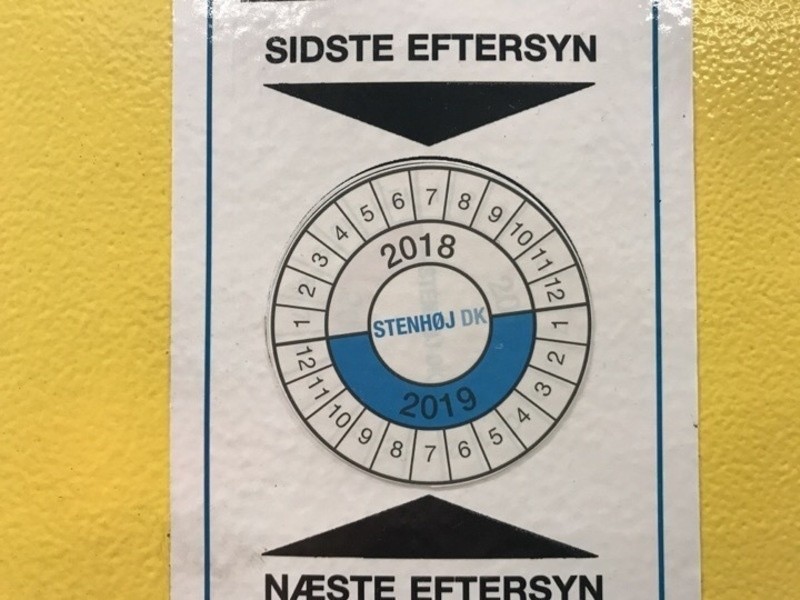 SIDSTE EFTERSYN
1 2 3 4 5 6 7 8 9 10 11 12
2018
STENHØJ DK
2019
1 2 3 4 5 6 7 8 9 10 11 12
NÆSTE EFTERSYN